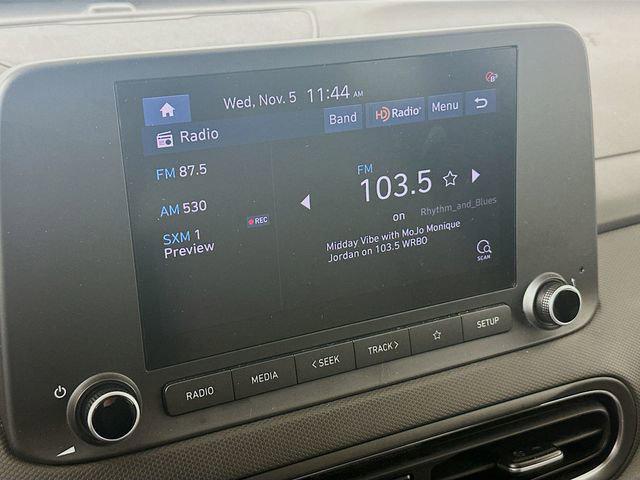 Wed, Nov. 5 11:44 AM
Radio
Band
HD Radio
Menu
FM 87.5
AM 530
SXM 1
Preview
REC
FM
103.5
on
Rhythm_and_Blues
Midday Vibe with MoJo Monique
Jordan on 103.5 WRBO
SCAN
RADIO
MEDIA
< SEEK
TRACK >
SETUP